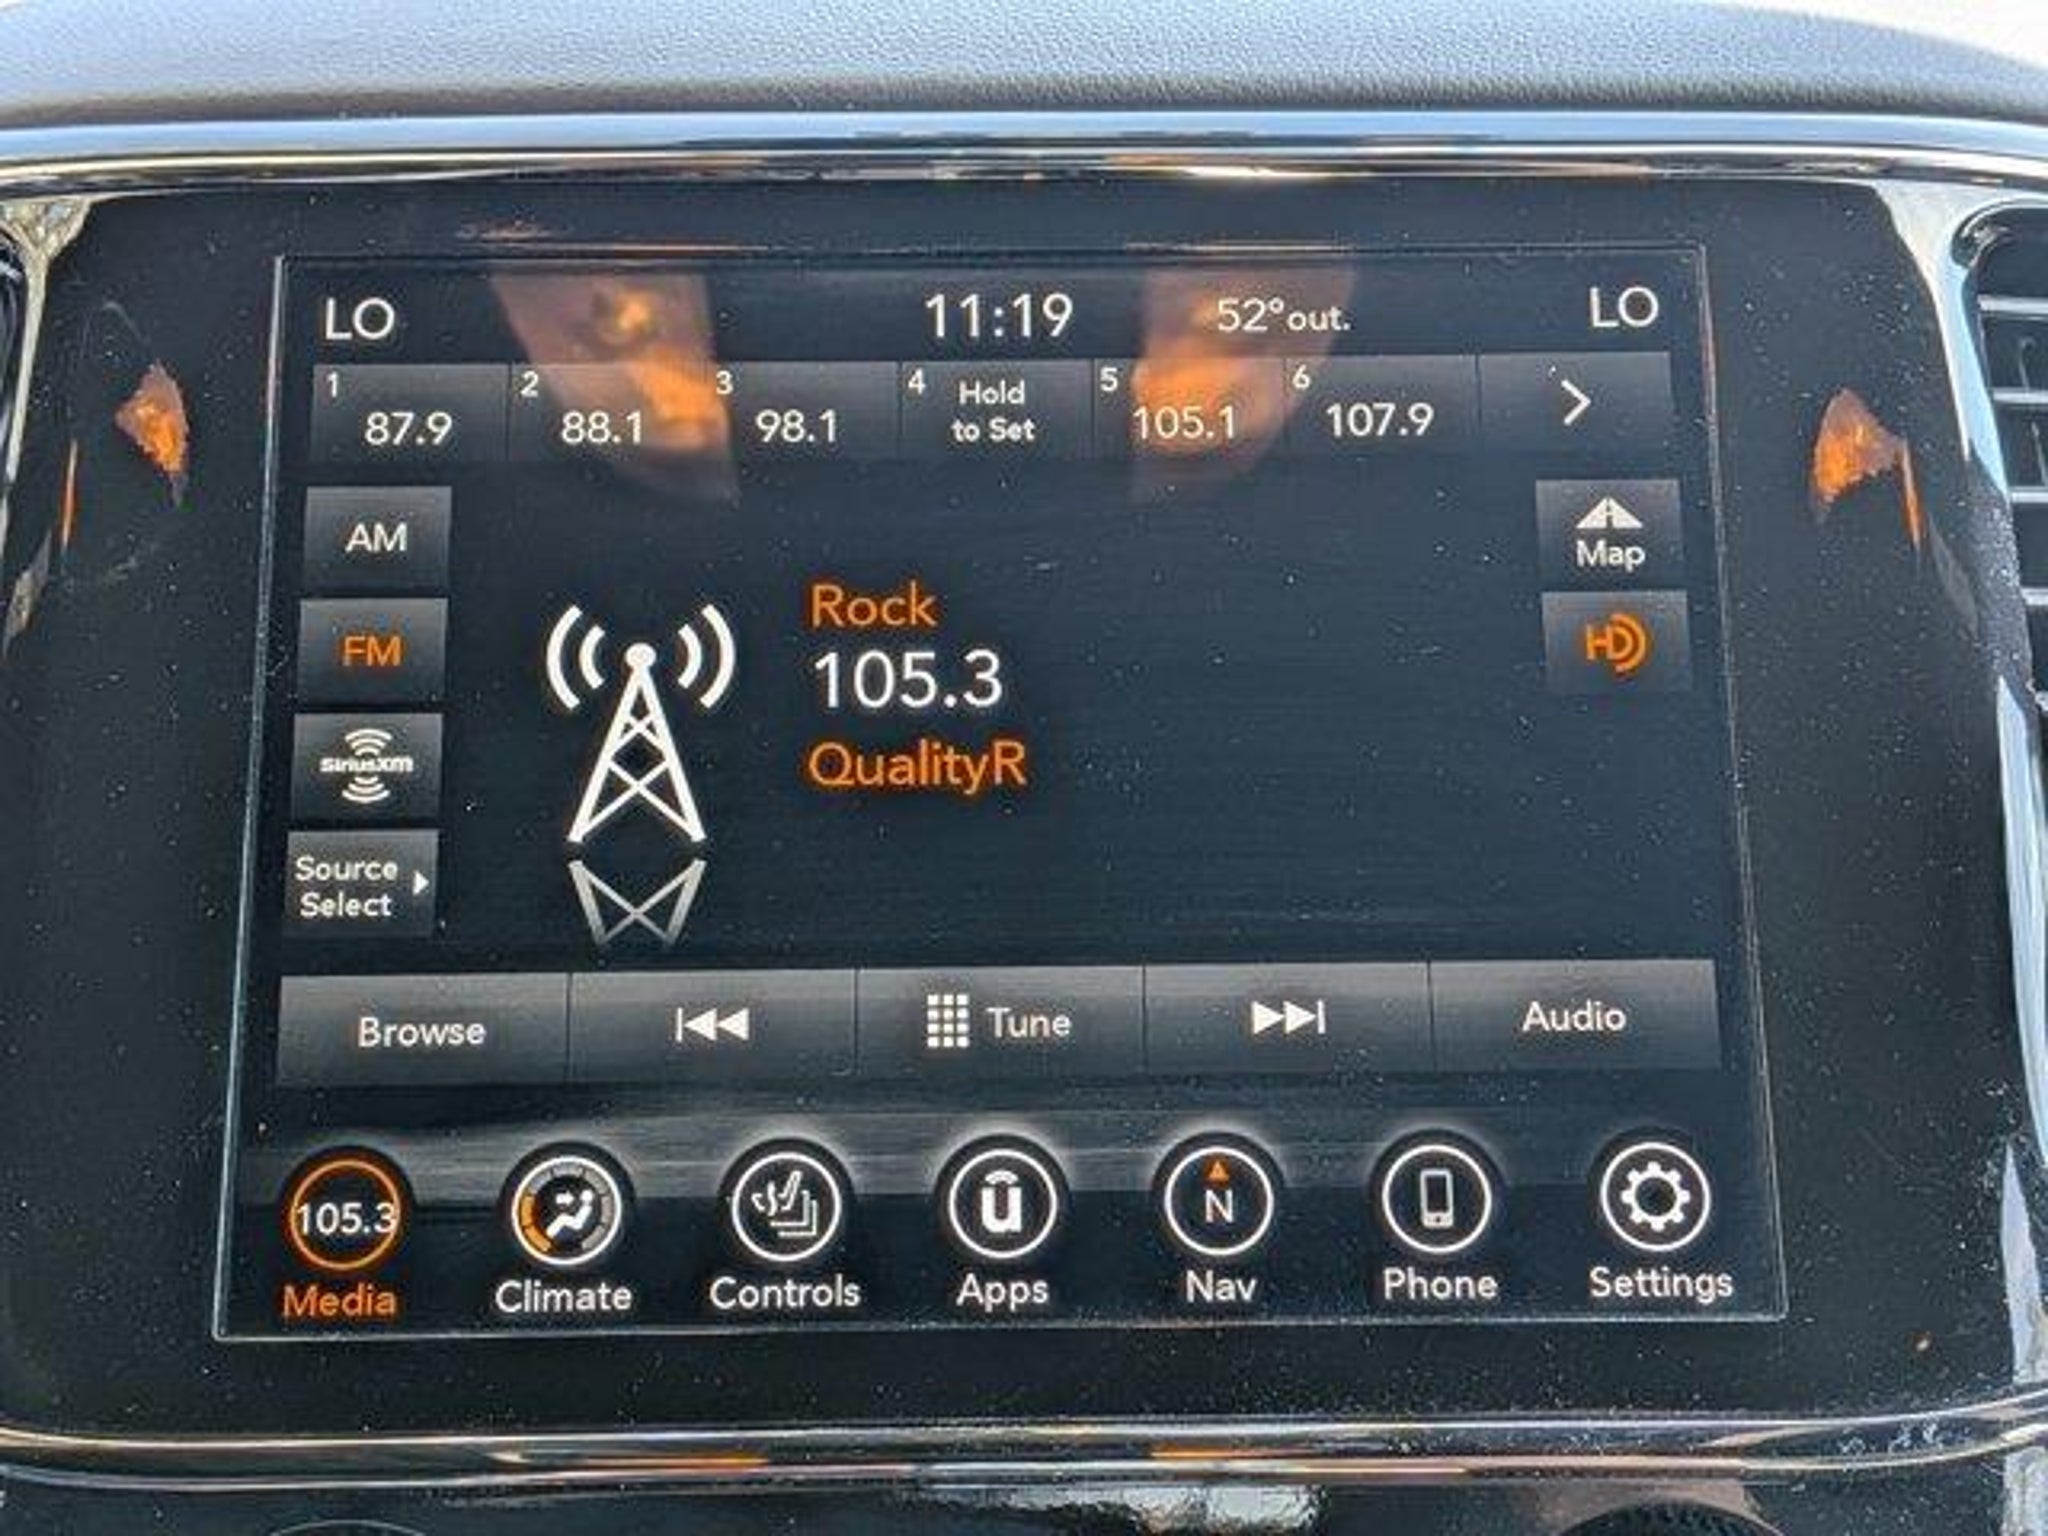 LO 11:19 52°out. LO
1 87.9 2 88.1 3 98.1 4 Hold to Set 5 105.1 6 107.9
AM
Map
FM
HD
Rock
105.3
QualityR
siriusxm
Source
Select
Browse Tune Audio
105.3 u N
Media Climate Controls Apps Nav Phone Settings